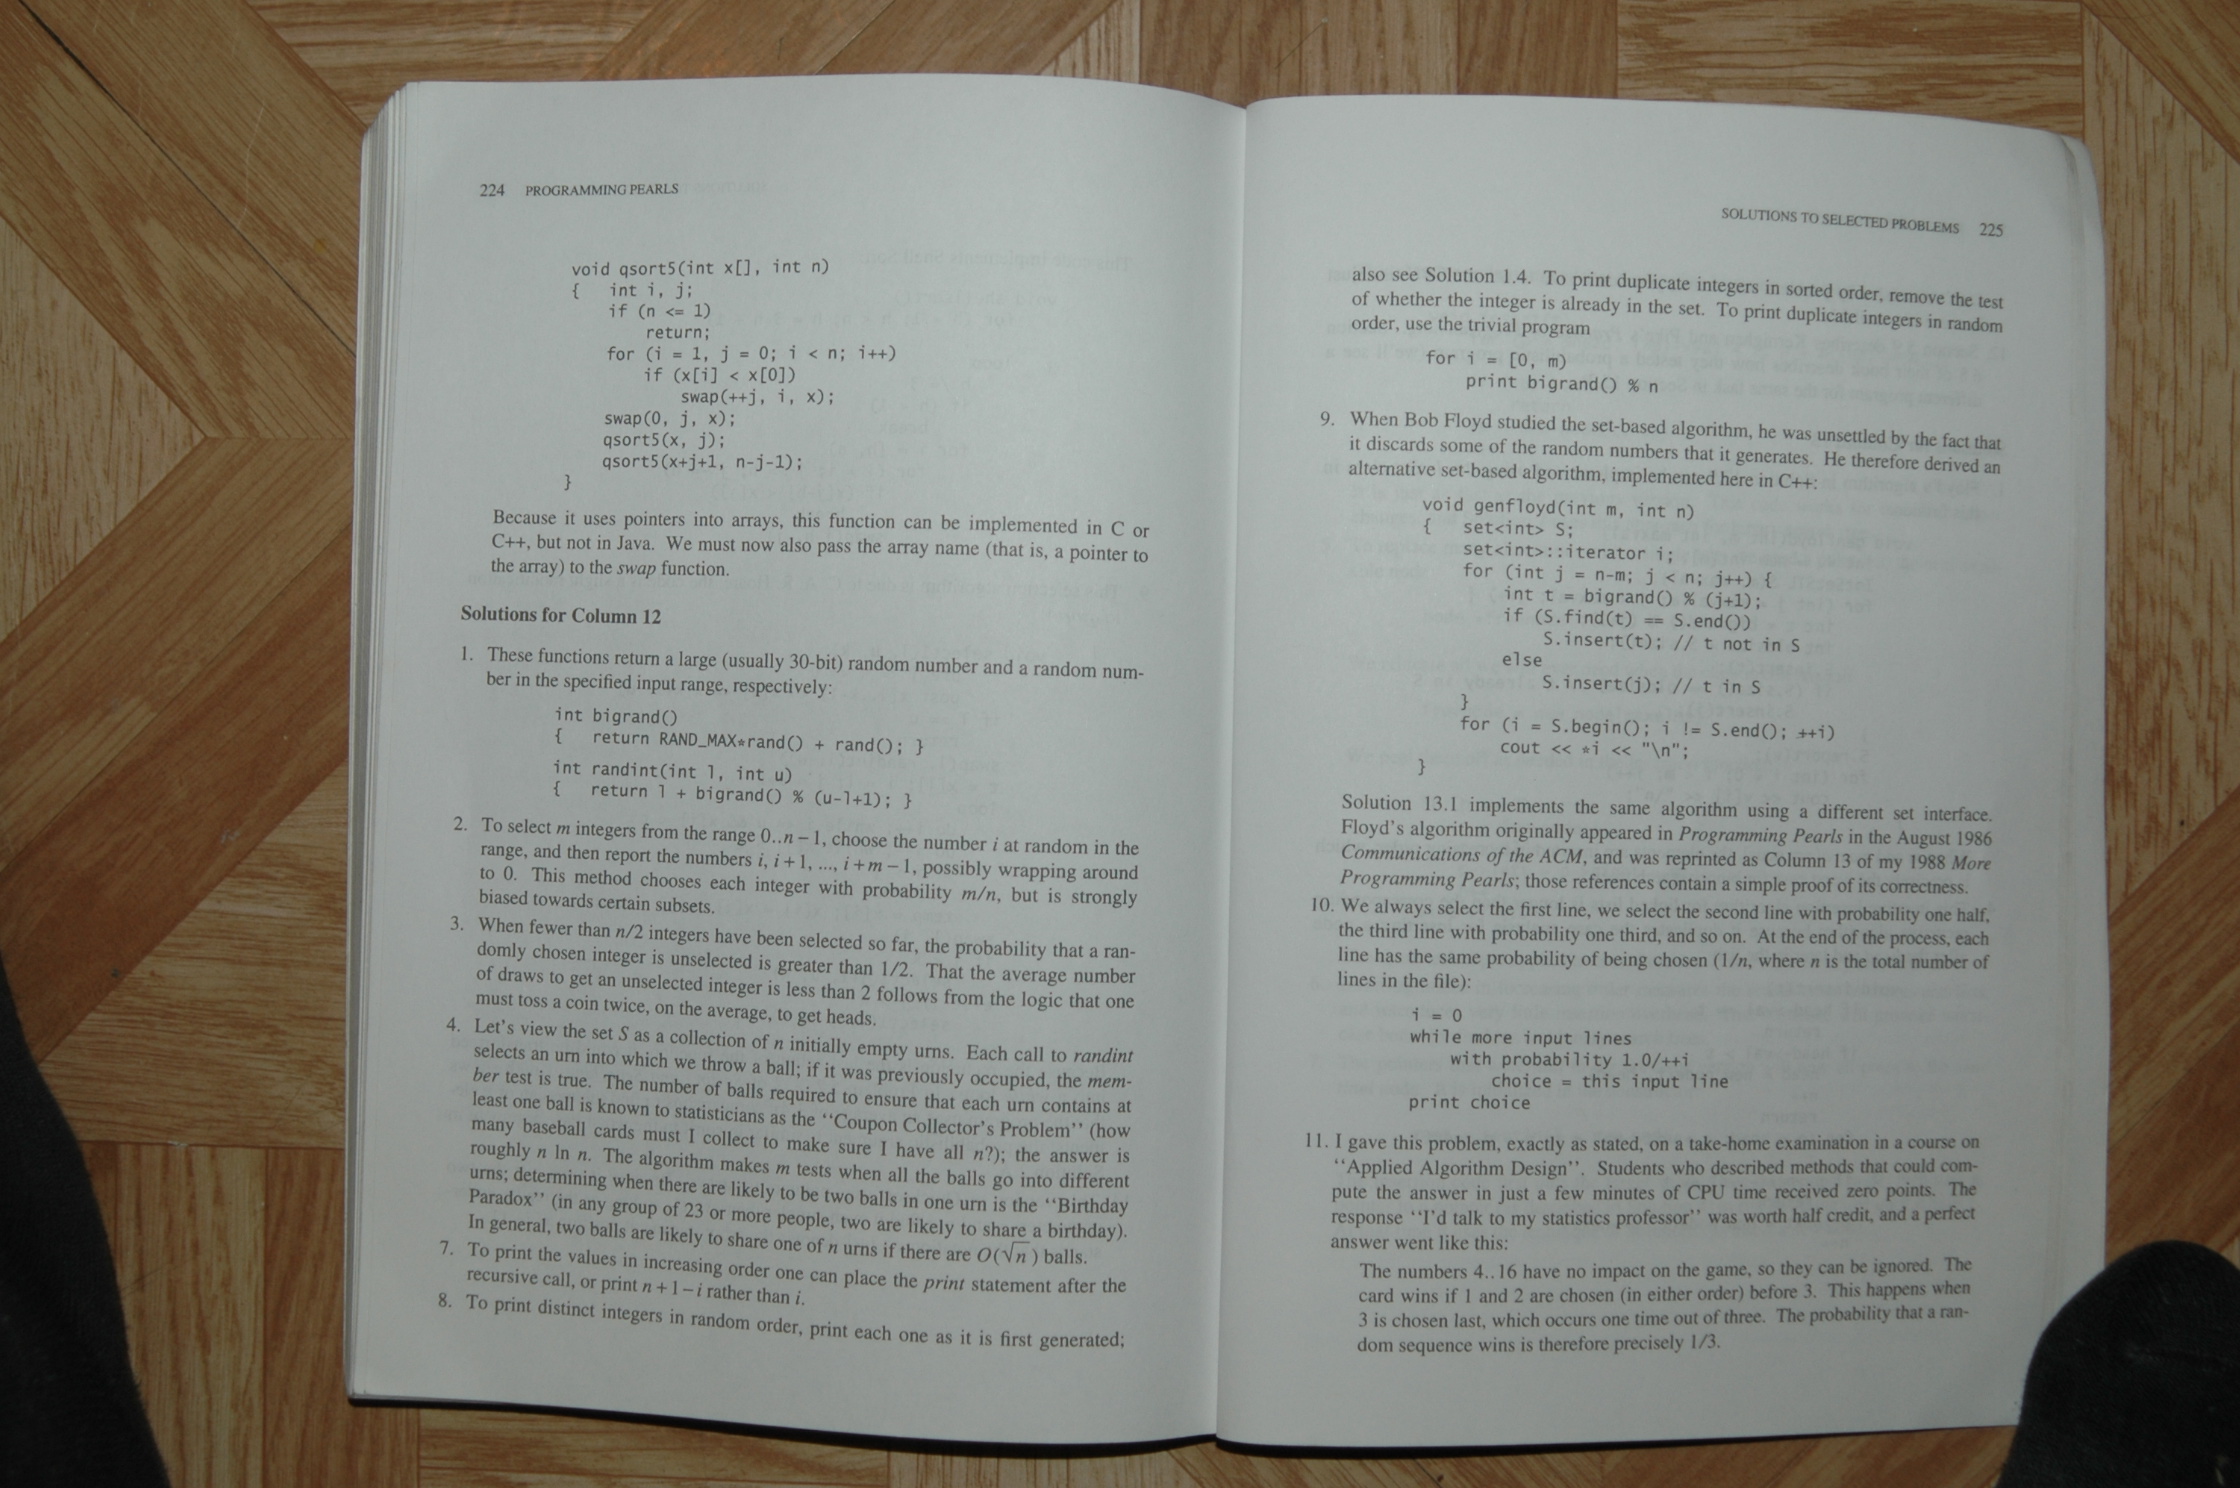 224 PROGRAMMING PEARLS
void qsort5(int x[], int n)
{ int i, j;
if (n <= 1)
return;
for (i = 1, j = 0; i < n; i++)
if (x[i] < x[0])
swap(++j, i, x);
swap(0, j, x);
qsort5(x, j);
qsort5(x+j+1, n-j-1);
}
Because it uses pointers into arrays, this function can be implemented in C or
C++, but not in Java. We must now also pass the array name (that is, a pointer to
the array) to the swap function.
Solutions for Column 12
1. These functions return a large (usually 30-bit) random number and a random num-
ber in the specified input range, respectively:
int bigrand()
{ return RAND_MAX*rand() + rand(); }
int randint(int l, int u)
{ return l + bigrand() % (u-l+1); }
2. To select m integers from the range 0..n−1, choose the number i at random in the
range, and then report the numbers i, i+1, ..., i+m−1, possibly wrapping around
to 0. This method chooses each integer with probability m/n, but is strongly
biased towards certain subsets.
3. When fewer than n/2 integers have been selected so far, the probability that a ran-
domly chosen integer is unselected is greater than 1/2. That the average number
of draws to get an unselected integer is less than 2 follows from the logic that one
must toss a coin twice, on the average, to get heads.
4. Let's view the set S as a collection of n initially empty urns. Each call to randint
selects an urn into which we throw a ball; if it was previously occupied, the mem-
ber test is true. The number of balls required to ensure that each urn contains at
least one ball is known to statisticians as the ‘‘Coupon Collector's Problem’’ (how
many baseball cards must I collect to make sure I have all n?); the answer is
roughly n ln n. The algorithm makes m tests when all the balls go into different
urns; determining when there are likely to be two balls in one urn is the ‘‘Birthday
Paradox’’ (in any group of 23 or more people, two are likely to share a birthday).
In general, two balls are likely to share one of n urns if there are O(√n) balls.
7. To print the values in increasing order one can place the print statement after the
recursive call, or print n+1−i rather than i.
8. To print distinct integers in random order, print each one as it is first generated;
SOLUTIONS TO SELECTED PROBLEMS 225
also see Solution 1.4. To print duplicate integers in sorted order, remove the test
of whether the integer is already in the set. To print duplicate integers in random
order, use the trivial program
for i = [0, m)
print bigrand() % n
9. When Bob Floyd studied the set-based algorithm, he was unsettled by the fact that
it discards some of the random numbers that it generates. He therefore derived an
alternative set-based algorithm, implemented here in C++:
void genfloyd(int m, int n)
{ set<int> S;
set<int>::iterator i;
for (int j = n-m; j < n; j++) {
int t = bigrand() % (j+1);
if (S.find(t) == S.end())
S.insert(t); // t not in S
else
S.insert(j); // t in S
}
for (i = S.begin(); i != S.end(); ++i)
cout << *i << "\n";
}
Solution 13.1 implements the same algorithm using a different set interface.
Floyd's algorithm originally appeared in Programming Pearls in the August 1986
Communications of the ACM, and was reprinted as Column 13 of my 1988 More
Programming Pearls; those references contain a simple proof of its correctness.
10. We always select the first line, we select the second line with probability one half,
the third line with probability one third, and so on. At the end of the process, each
line has the same probability of being chosen (1/n, where n is the total number of
lines in the file):
i = 0
while more input lines
with probability 1.0/++i
choice = this input line
print choice
11. I gave this problem, exactly as stated, on a take-home examination in a course on
‘‘Applied Algorithm Design’’. Students who described methods that could com-
pute the answer in just a few minutes of CPU time received zero points. The
response ‘‘I'd talk to my statistics professor’’ was worth half credit, and a perfect
answer went like this:
The numbers 4..16 have no impact on the game, so they can be ignored. The
card wins if 1 and 2 are chosen (in either order) before 3. This happens when
3 is chosen last, which occurs one time out of three. The probability that a ran-
dom sequence wins is therefore precisely 1/3.